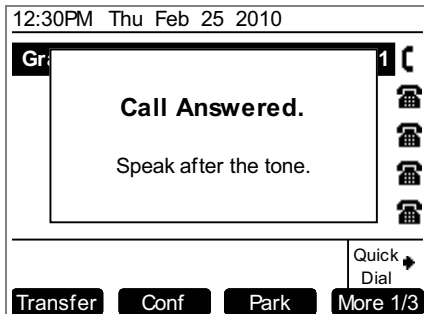 12:30PM Thu Feb 25 2010
Gr 1
Call Answered.
Speak after the tone.
Quick
Dial
Transfer Conf Park More 1/3